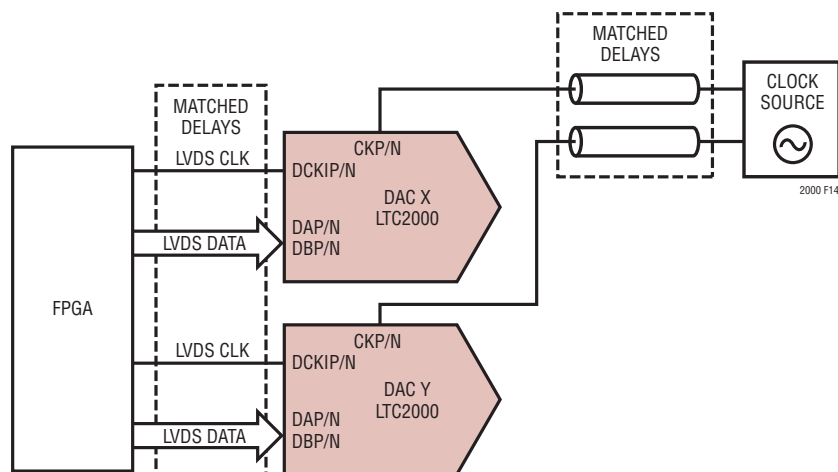 MATCHED
DELAYS
CLOCK
SOURCE
2000 F14
MATCHED
DELAYS
LVDS CLK
CKP/N
DCKIP/N
DAC X
LTC2000
DAP/N
DBP/N
LVDS DATA
FPGA
CKP/N
LVDS CLK
DCKIP/N
DAC Y
LTC2000
DAP/N
DBP/N
LVDS DATA